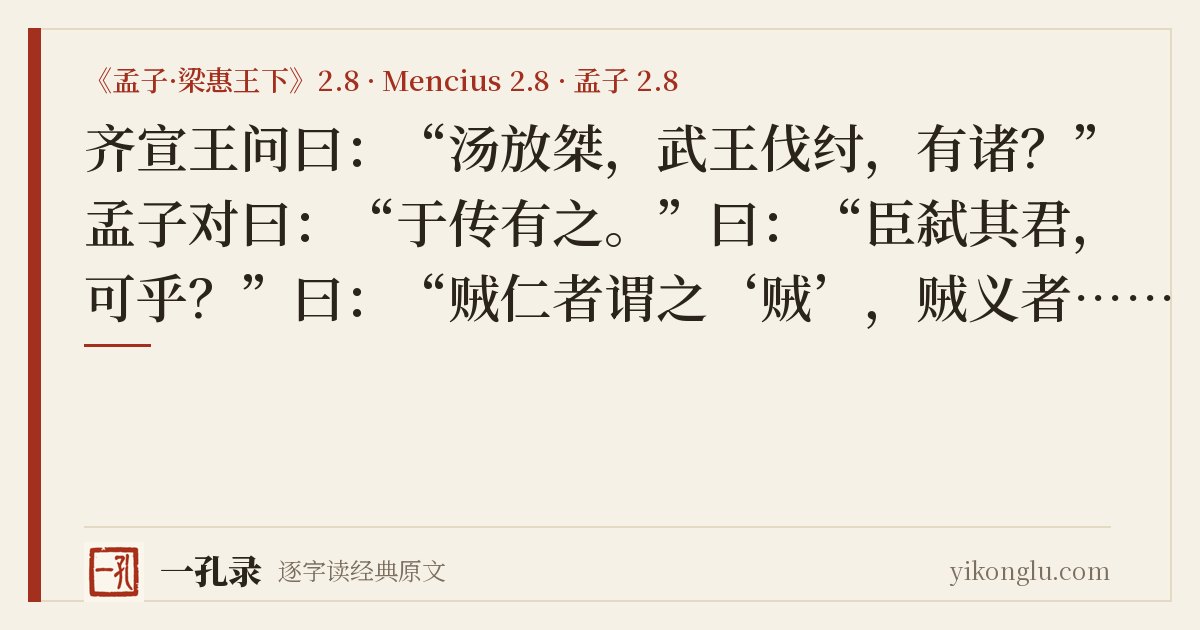 《孟子·梁惠王下》2.8 · Mencius 2.8 · 孟子 2.8
齐宣王问曰：“汤放桀，武王伐纣，有诸？”
孟子对曰：“于传有之。”曰：“臣弑其君，
可乎？”曰：“贼仁者谓之‘贼’，贼义者……
一孔
一孔录 逐字读经典原文 yikonglu.com